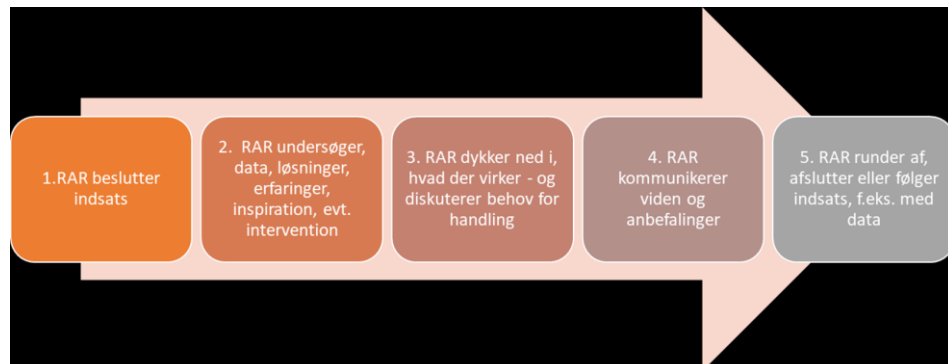 1.RAR beslutter
indsats
2. RAR undersøger,
data, løsninger,
erfaringer,
inspiration, evt.
intervention
3. RAR dykker ned i,
hvad der virker - og
diskuterer behov for
handling
4. RAR
kommunikerer
viden og
anbefalinger
5. RAR runder af,
afslutter eller følger
indsats, f.eks. med
data